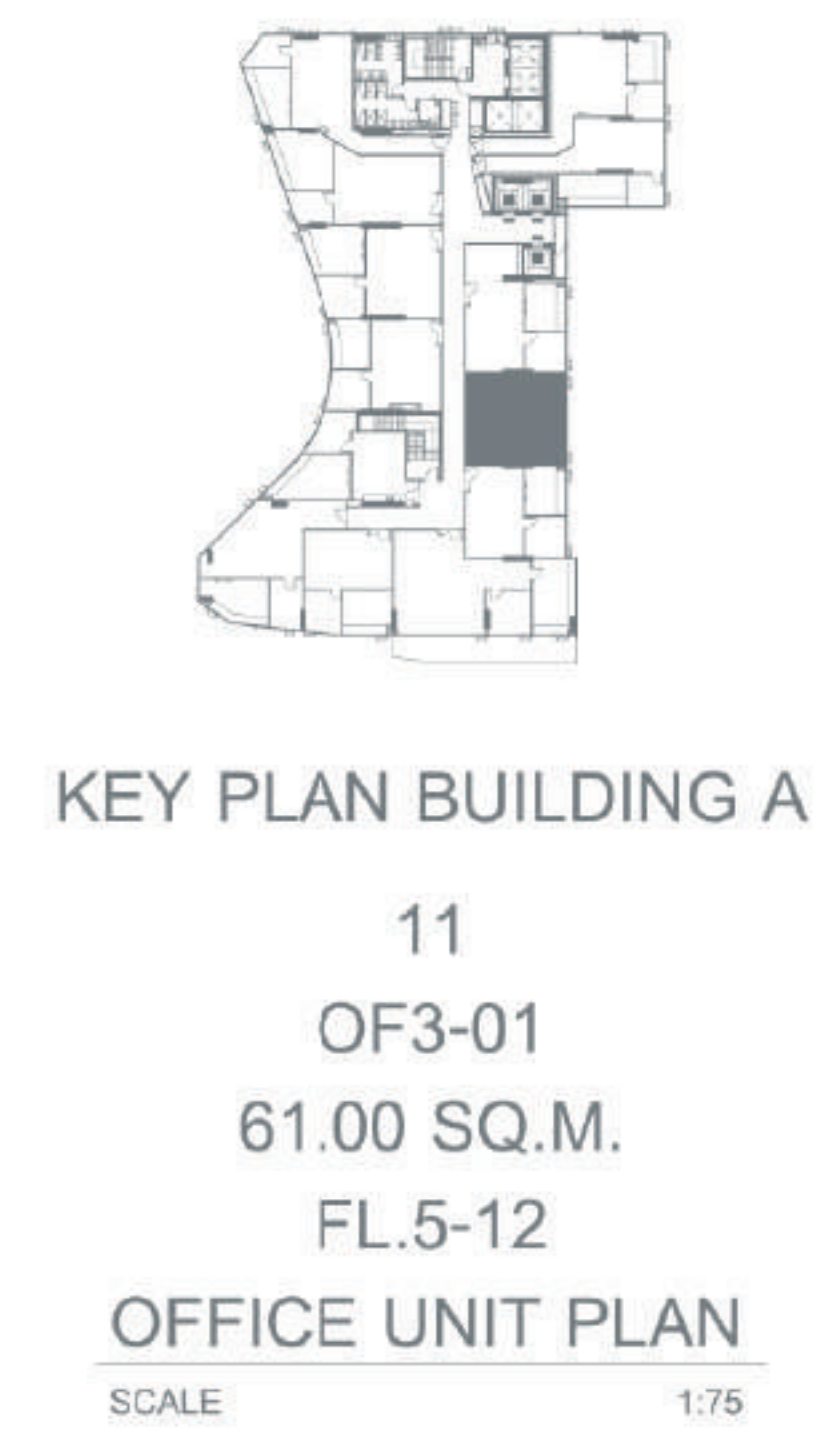 KEY PLAN BUILDING A
11
OF3-01
61.00 SQ.M.
FL.5-12
OFFICE UNIT PLAN
SCALE 1:75